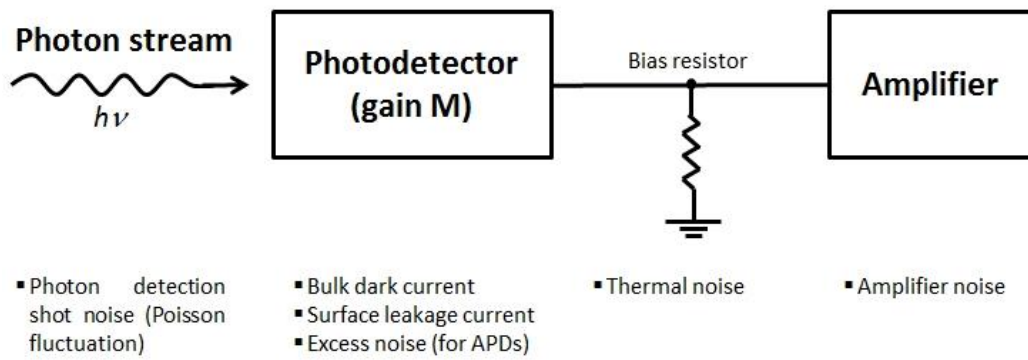 Photon stream
hν
Photodetector
(gain M)
Bias resistor
Amplifier
▪ Photon detection
shot noise (Poisson
fluctuation)
▪ Bulk dark current
▪ Surface leakage current
▪ Excess noise (for APDs)
▪ Thermal noise
▪ Amplifier noise